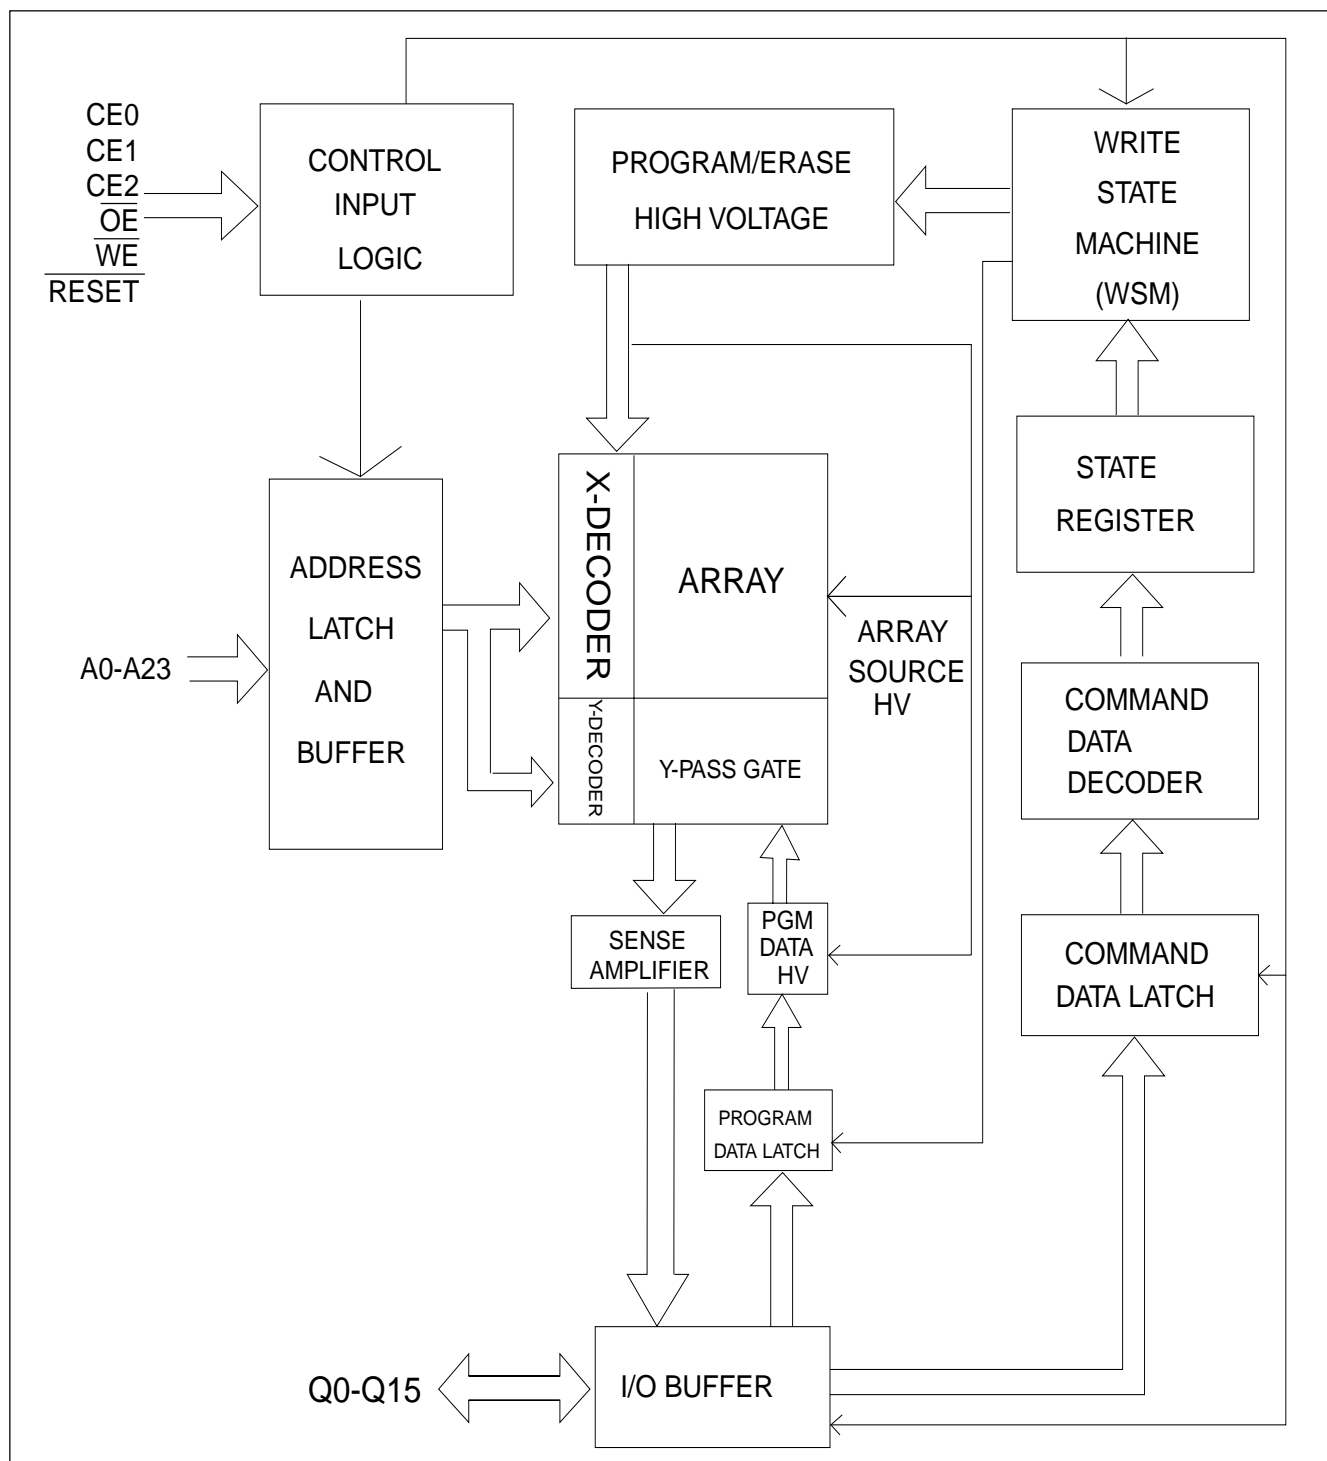 CE0
CE1
CE2
OE
WE
RESET
CONTROL
INPUT
LOGIC
PROGRAM/ERASE
HIGH VOLTAGE
WRITE
STATE
MACHINE
(WSM)
STATE
REGISTER
A0-A23
ADDRESS
LATCH
AND
BUFFER
X-DECODER
ARRAY
Y-DECODER
Y-PASS GATE
ARRAY
SOURCE
HV
COMMAND
DATA
DECODER
SENSE
AMPLIFIER
PGM
DATA
HV
COMMAND
DATA LATCH
PROGRAM
DATA LATCH
Q0-Q15
I/O BUFFER